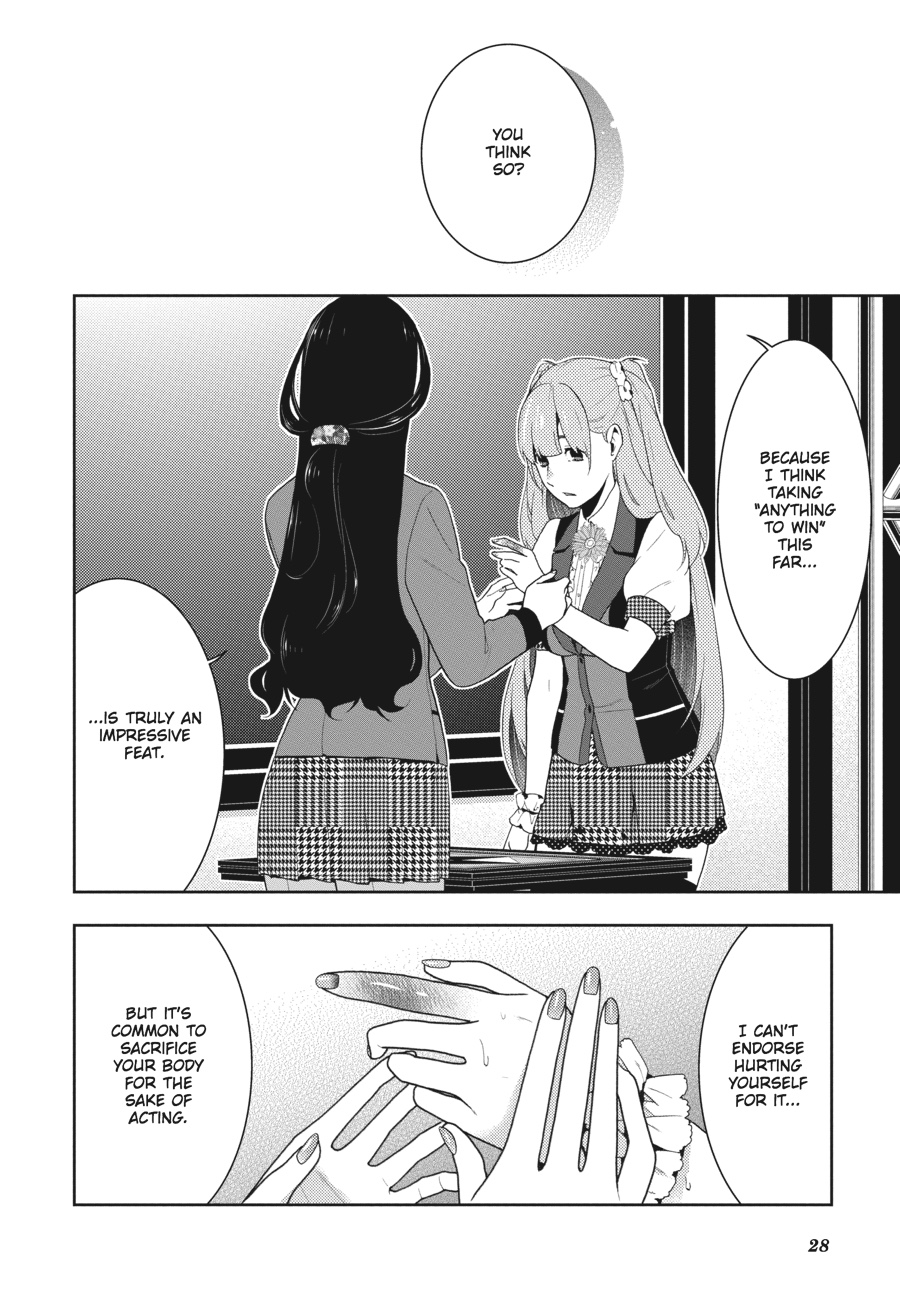 YOU
THINK
SO?
BECAUSE
I THINK
TAKING
"ANYTHING
TO WIN"
THIS
FAR...
...IS TRULY AN
IMPRESSIVE
FEAT.
I CAN'T
ENDORSE
HURTING
YOURSELF
FOR IT...
BUT IT'S
COMMON TO
SACRIFICE
YOUR BODY
FOR THE
SAKE OF
ACTING.
28